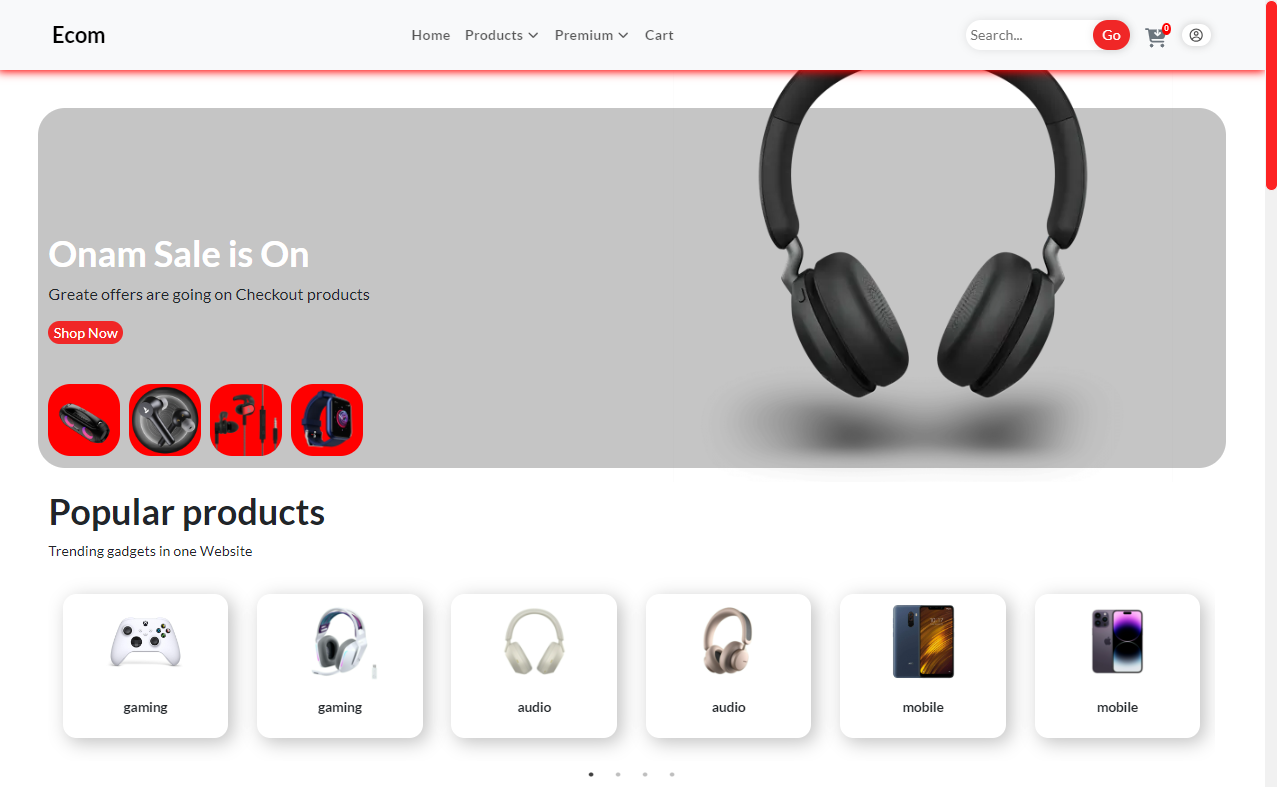 Ecom
Home Products Premium Cart
Search... Go 0
Onam Sale is On
Greate offers are going on Checkout products
Shop Now
Popular products
Trending gadgets in one Website
gaming gaming audio audio mobile mobile